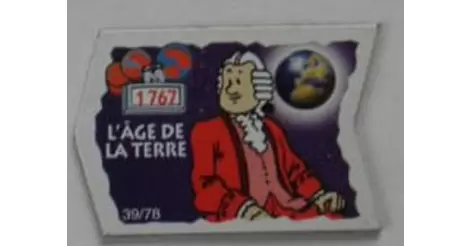 1767
L'ÂGE DE
LA TERRE
39/78